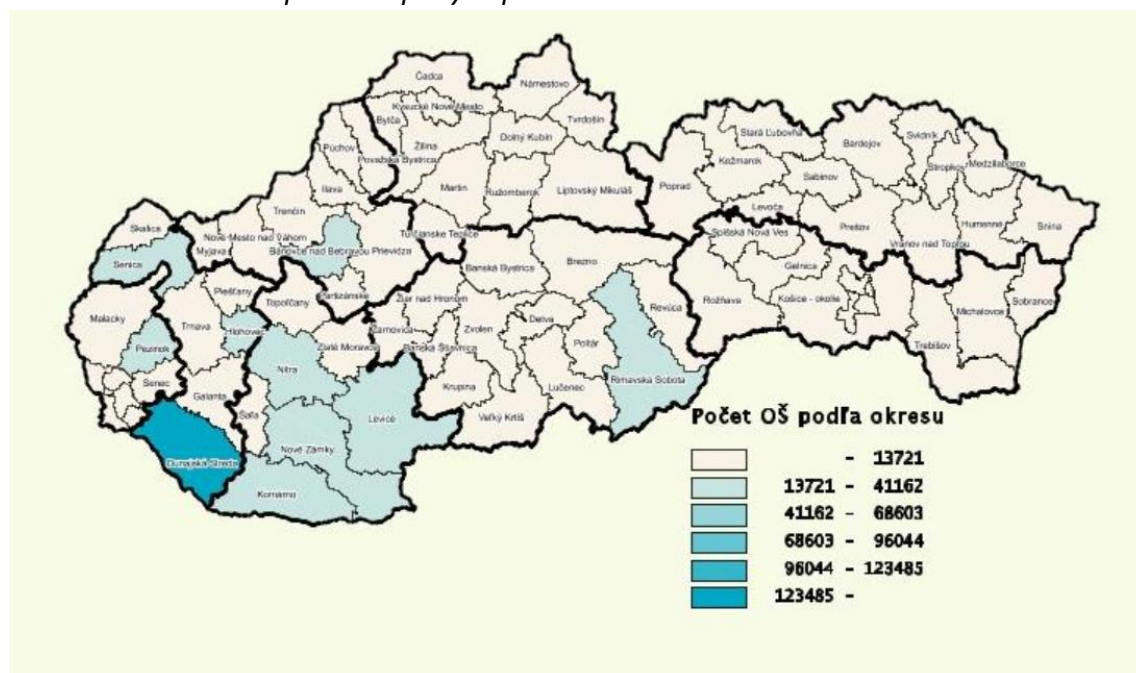 Čadca
Námestovo
Kysucké Nové Mesto
Bytča
Tvrdošín
Dolný Kubín
Žilina
Púchov
Považská Bystrica
Ilava
Martin
Ružomberok
Liptovský Mikuláš
Stará Ľubovňa
Bardejov
Svidník
Stropkov
Medzilaborce
Kežmarok
Sabinov
Poprad
Levoča
Prešov
Humenné
Snina
Vranov nad Topľou
Trenčín
Skalica
Nové Mesto nad Váhom
Myjava
Bánovce nad Bebravou
Prievidza
Turčianske Teplice
Senica
Spišská Nová Ves
Gelnica
Banská Bystrica
Brezno
Piešťany
Topoľčany
Partizánske
Žiar nad Hronom
Rožňava
Košice - okolie
Sobrance
Michalovce
Revúca
Malacky
Trnava
Hlohovec
Žarnovica
Zvolen
Detva
Poltár
Trebišov
Pezinok
Zlaté Moravce
Banská Štiavnica
Nitra
Senec
Krupina
Lučenec
Rimavská Sobota
Galanta
Šaľa
Levice
Veľký Krtíš
Dunajská Streda
Nové Zámky
Komárno
Počet OŠ podľa okresu
- 13721
13721 - 41162
41162 - 68603
68603 - 96044
96044 - 123485
123485 -